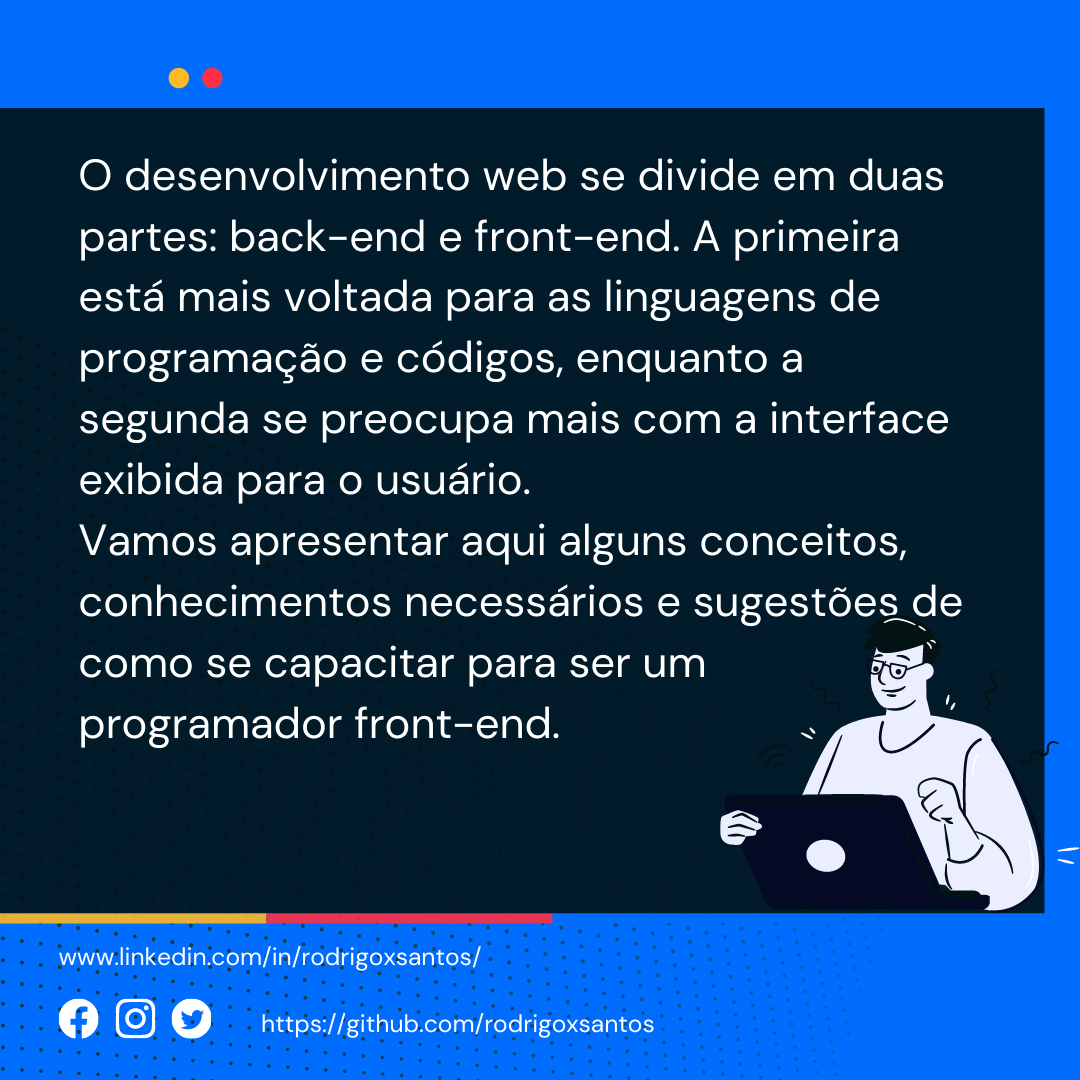 O desenvolvimento web se divide em duas
partes: back-end e front-end. A primeira
está mais voltada para as linguagens de
programação e códigos, enquanto a
segunda se preocupa mais com a interface
exibida para o usuário.
Vamos apresentar aqui alguns conceitos,
conhecimentos necessários e sugestões de
como se capacitar para ser um
programador front-end.
www.linkedin.com/in/rodrigoxsantos/
https://github.com/rodrigoxsantos